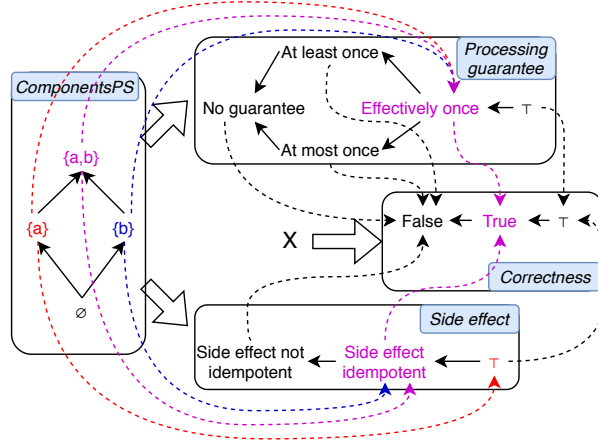 At least once
Processing
guarantee
ComponentsPS
No guarantee
Effectively once
⊤
{a,b}
At most once
{a}
{b}
X
False
True
⊤
Correctness
∅
Side effect
Side effect not
idempotent
Side effect
idempotent
⊤